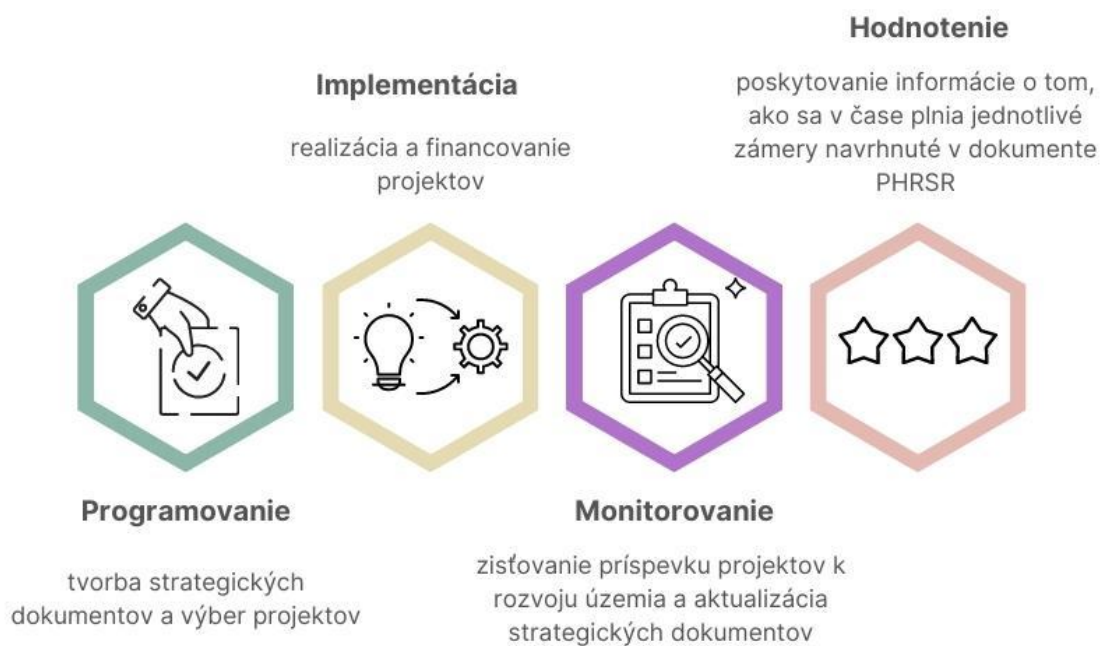 Programovanie
tvorba strategických
dokumentov a výber projektov
Implementácia
realizácia a financovanie
projektov
Monitorovanie
zisťovanie príspevku projektov k
rozvoju územia a aktualizácia
strategických dokumentov
Hodnotenie
poskytovanie informácie o tom,
ako sa v čase plnia jednotlivé
zámery navrhnuté v dokumente
PHRSR